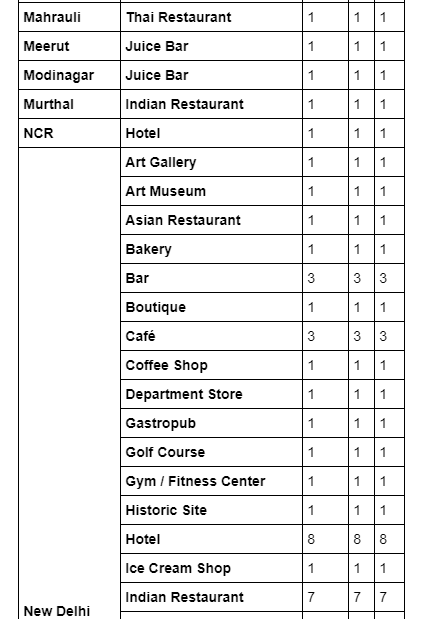 Mahrauli Thai Restaurant 1 1 1
Meerut Juice Bar 1 1 1
Modinagar Juice Bar 1 1 1
Murthal Indian Restaurant 1 1 1
NCR Hotel 1 1 1
Art Gallery 1 1 1
Art Museum 1 1 1
Asian Restaurant 1 1 1
Bakery 1 1 1
Bar 3 3 3
Boutique 1 1 1
Café 3 3 3
Coffee Shop 1 1 1
Department Store 1 1 1
Gastropub 1 1 1
Golf Course 1 1 1
Gym / Fitness Center 1 1 1
Historic Site 1 1 1
Hotel 8 8 8
Ice Cream Shop 1 1 1
Indian Restaurant 7 7 7
New Delhi